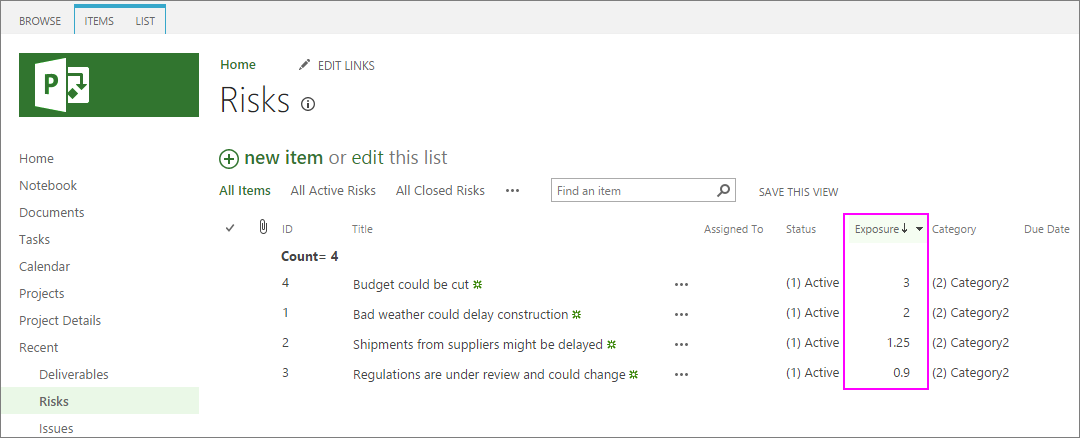 BROWSE ITEMS LIST
P
Home EDIT LINKS
Risks
new item or edit this list
All Items All Active Risks All Closed Risks ••• Find an item SAVE THIS VIEW
ID Title Assigned To Status Exposure Category Due Date
Count= 4
4 Budget could be cut ••• (1) Active 3 (2) Category2
1 Bad weather could delay construction ••• (1) Active 2 (2) Category2
2 Shipments from suppliers might be delayed ••• (1) Active 1.25 (2) Category2
3 Regulations are under review and could change ••• (1) Active 0.9 (2) Category2
Home
Notebook
Documents
Tasks
Calendar
Projects
Project Details
Recent
Deliverables
Risks
Issues